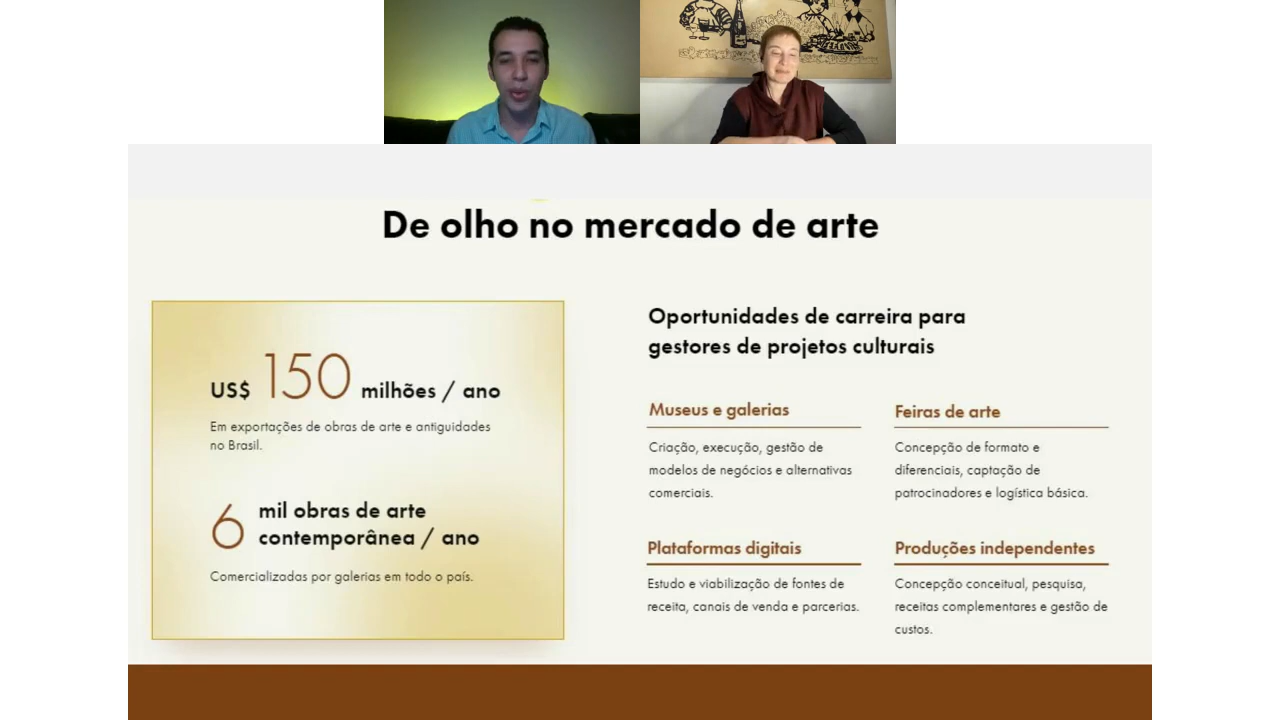 De olho no mercado de arte
US$ 150 milhões / ano
Em exportações de obras de arte e antiguidades
no Brasil.
6 mil obras de arte
contemporânea / ano
Comercializadas por galerias em todo o país.
Oportunidades de carreira para
gestores de projetos culturais
Museus e galerias
Criação, execução, gestão de
modelos de negócios e alternativas
comerciais.
Feiras de arte
Concepção de formato e
diferenciais, captação de
patrocinadores e logística básica.
Plataformas digitais
Estudo e viabilização de fontes de
receita, canais de venda e parcerias.
Produções independentes
Concepção conceitual, pesquisa,
receitas complementares e gestão de
custos.